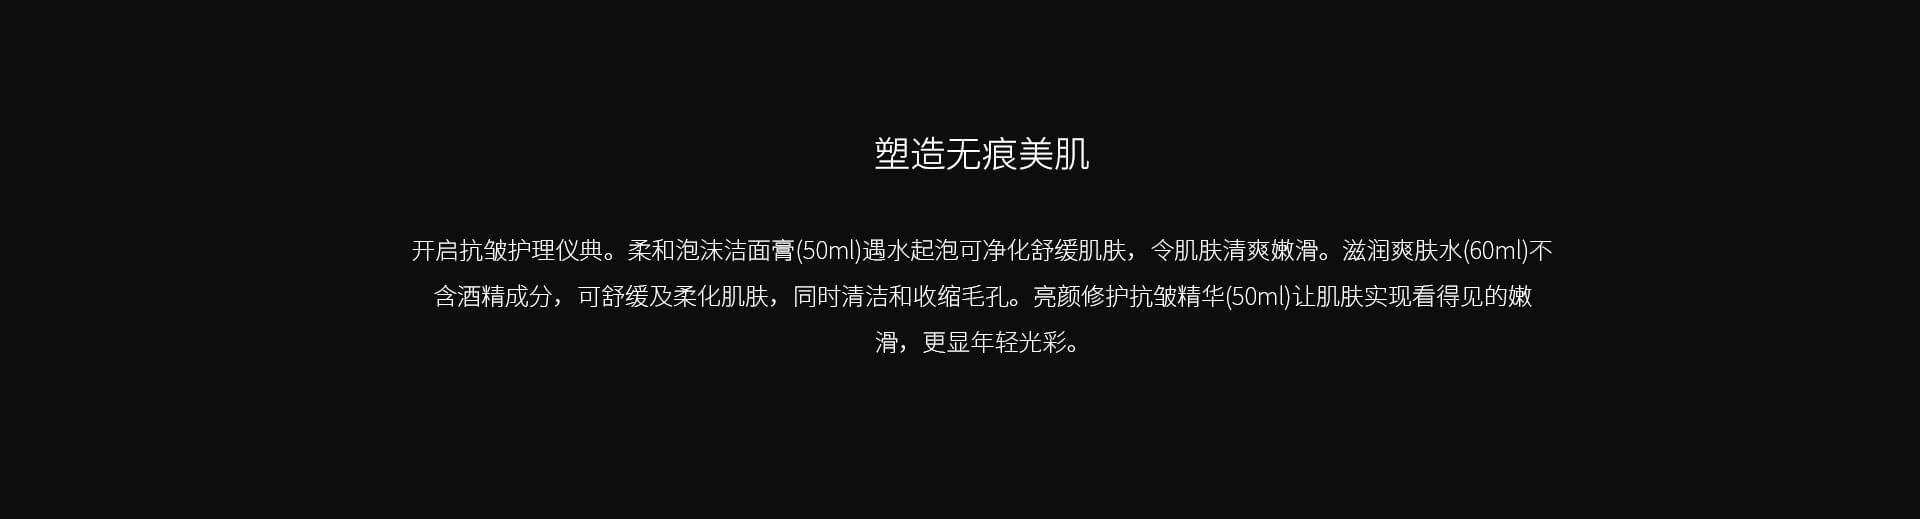 塑造无痕美肌
开启抗皱护理仪典。柔和泡沫洁面膏(50ml)遇水起泡可净化舒缓肌肤，令肌肤清爽嫩滑。滋润爽肤水(60ml)不
含酒精成分，可舒缓及柔化肌肤，同时清洁和收缩毛孔。亮颜修护抗皱精华(50ml)让肌肤实现看得见的嫩
滑，更显年轻光彩。